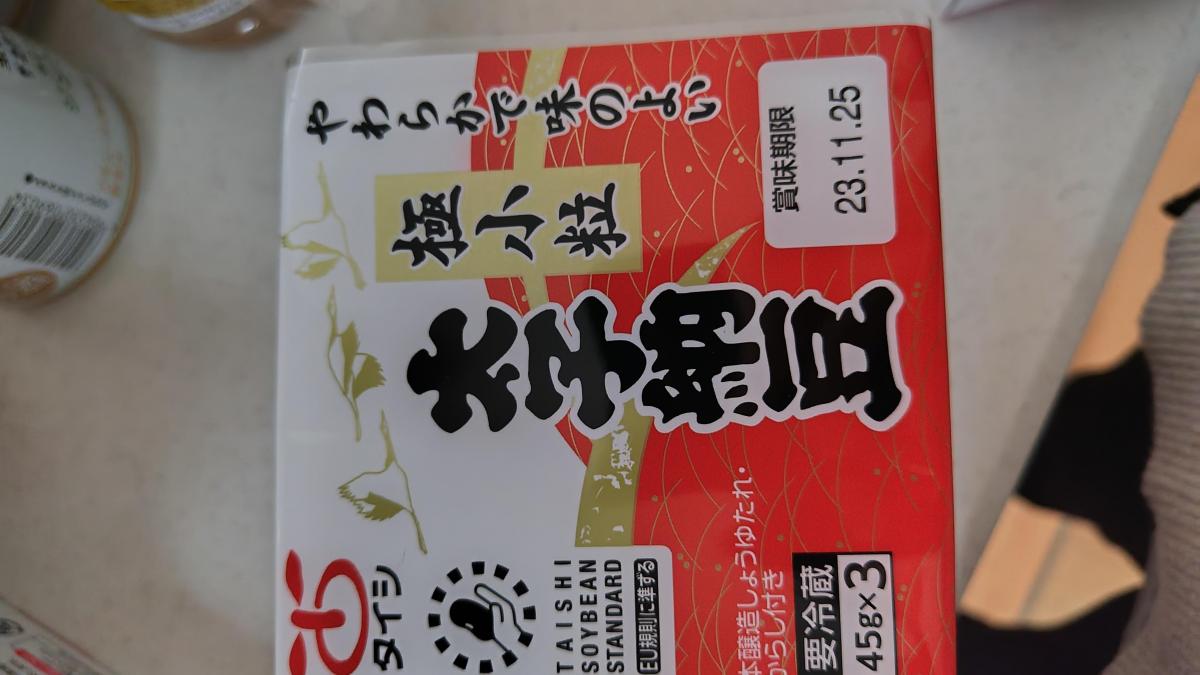 やわらかで味のよい
極小粒
太子納豆
賞味期限
23.11.25
タイシ
TAISHI
SOYBEAN
STANDARD
EU規則に準ずる
本醸造しょうゆたれ・
からし付き
要冷蔵
45g×3